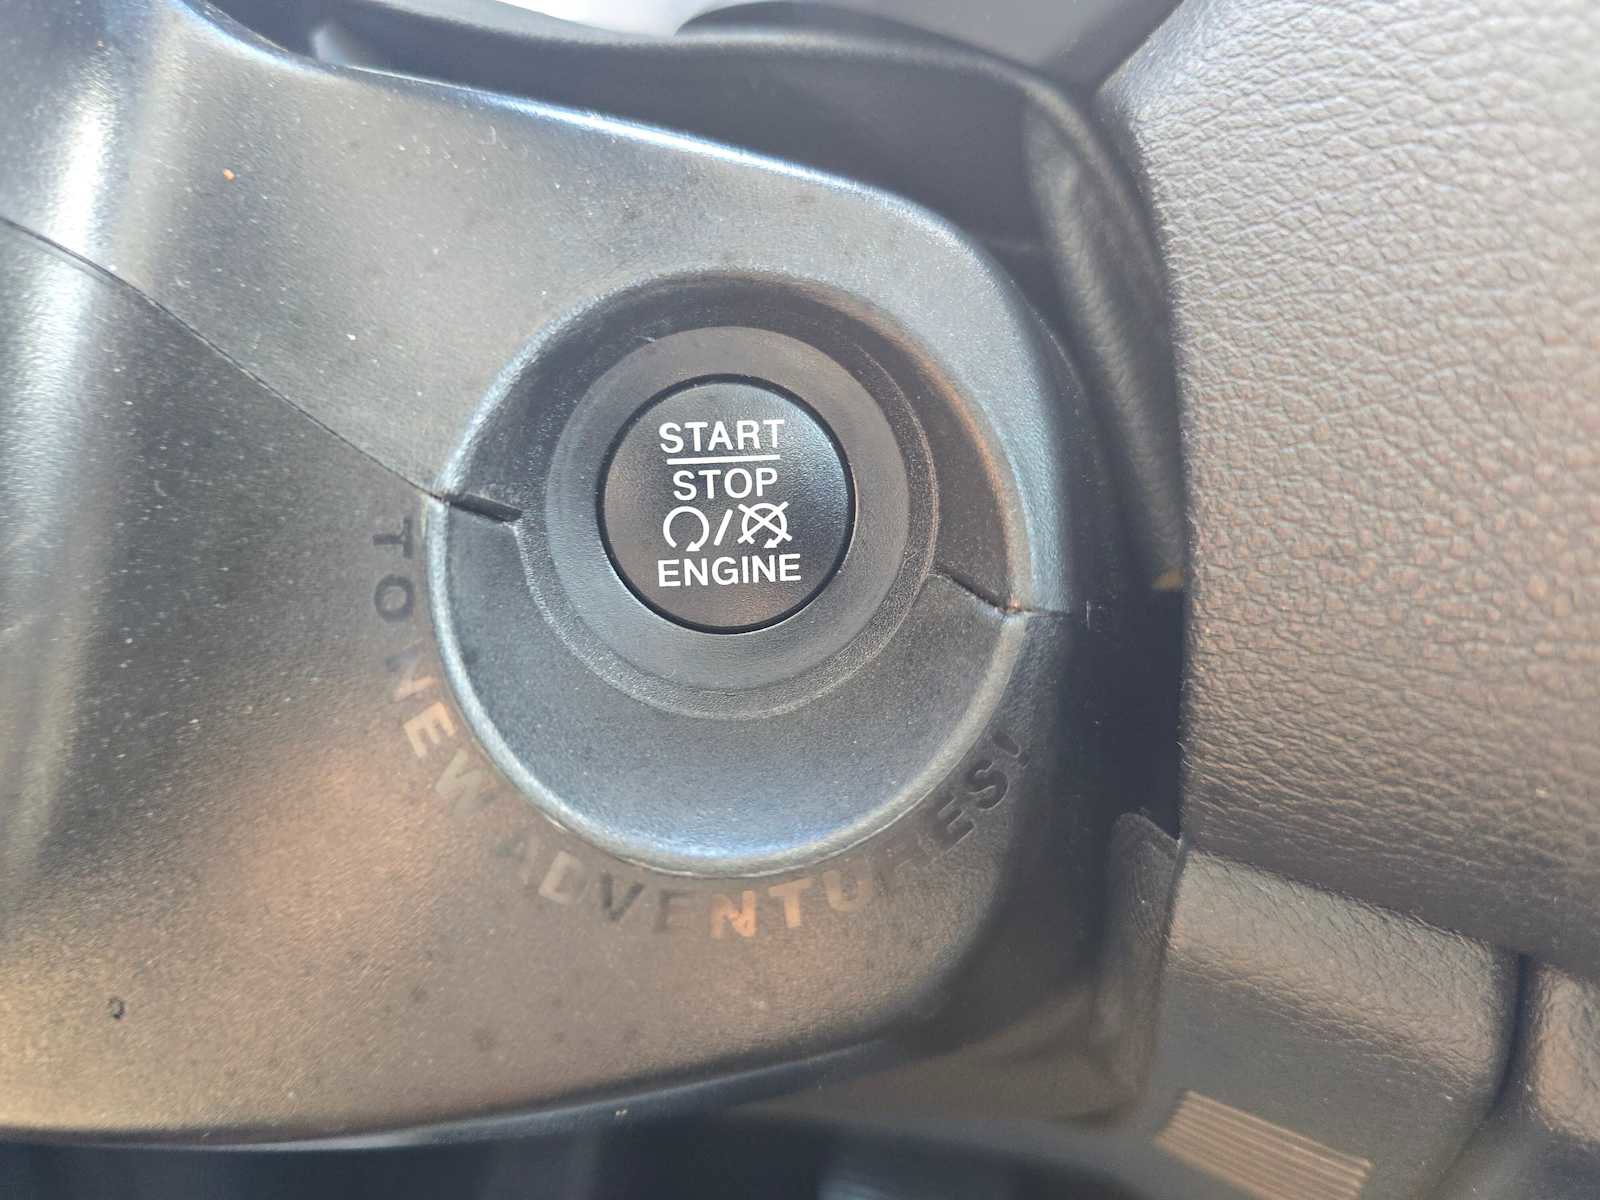 START
STOP
/
ENGINE
TO NEW ADVENTURES!